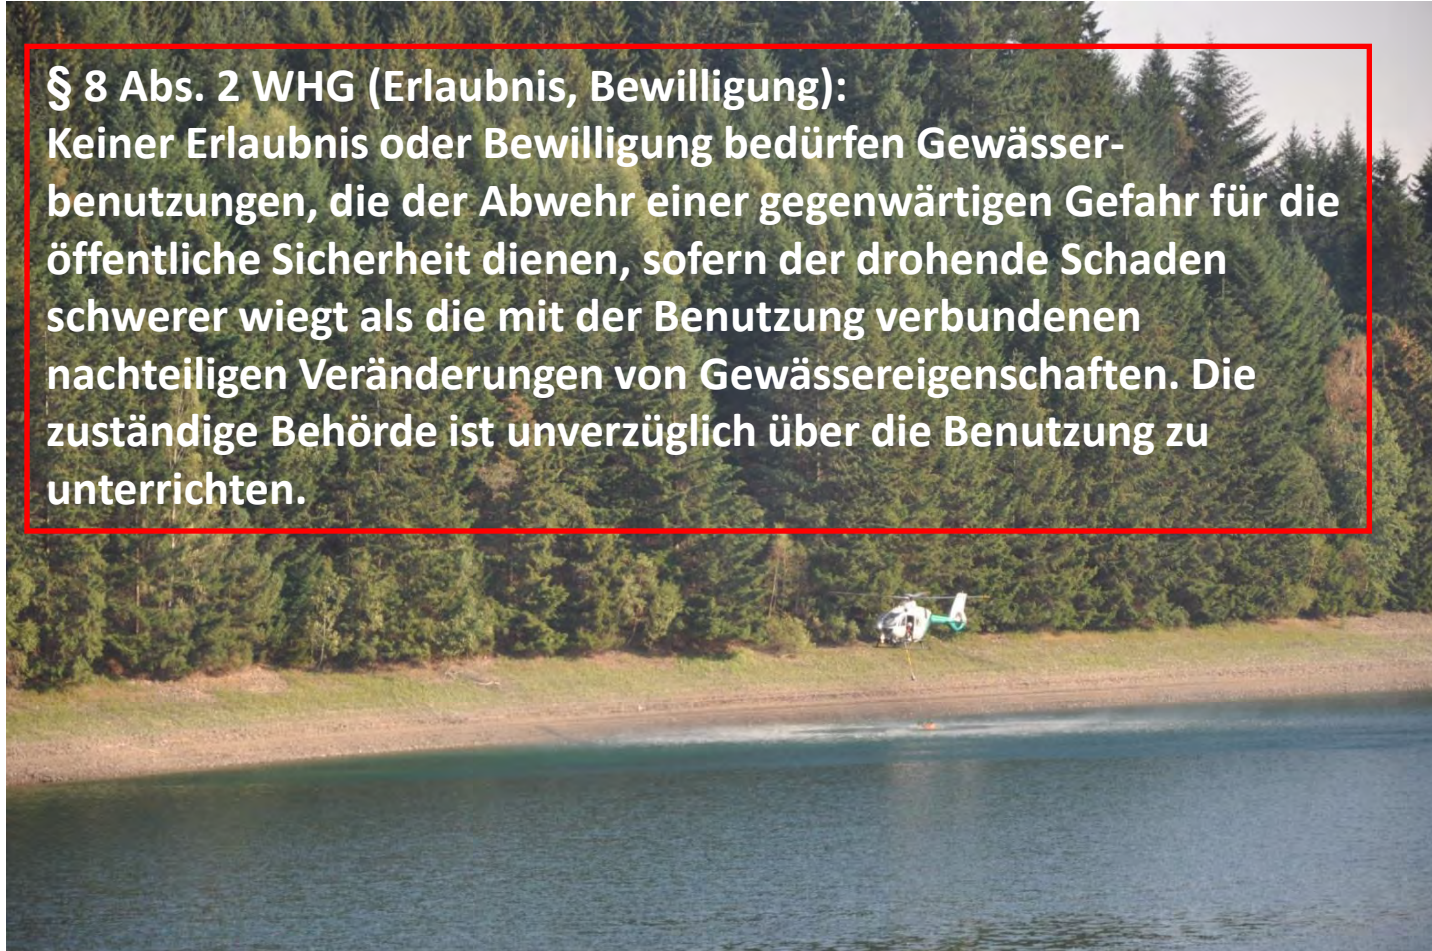 § 8 Abs. 2 WHG (Erlaubnis, Bewilligung):
Keiner Erlaubnis oder Bewilligung bedürfen Gewässer-
benutzungen, die der Abwehr einer gegenwärtigen Gefahr für die
öffentliche Sicherheit dienen, sofern der drohende Schaden
schwerer wiegt als die mit der Benutzung verbundenen
nachteiligen Veränderungen von Gewässereigenschaften. Die
zuständige Behörde ist unverzüglich über die Benutzung zu
unterrichten.